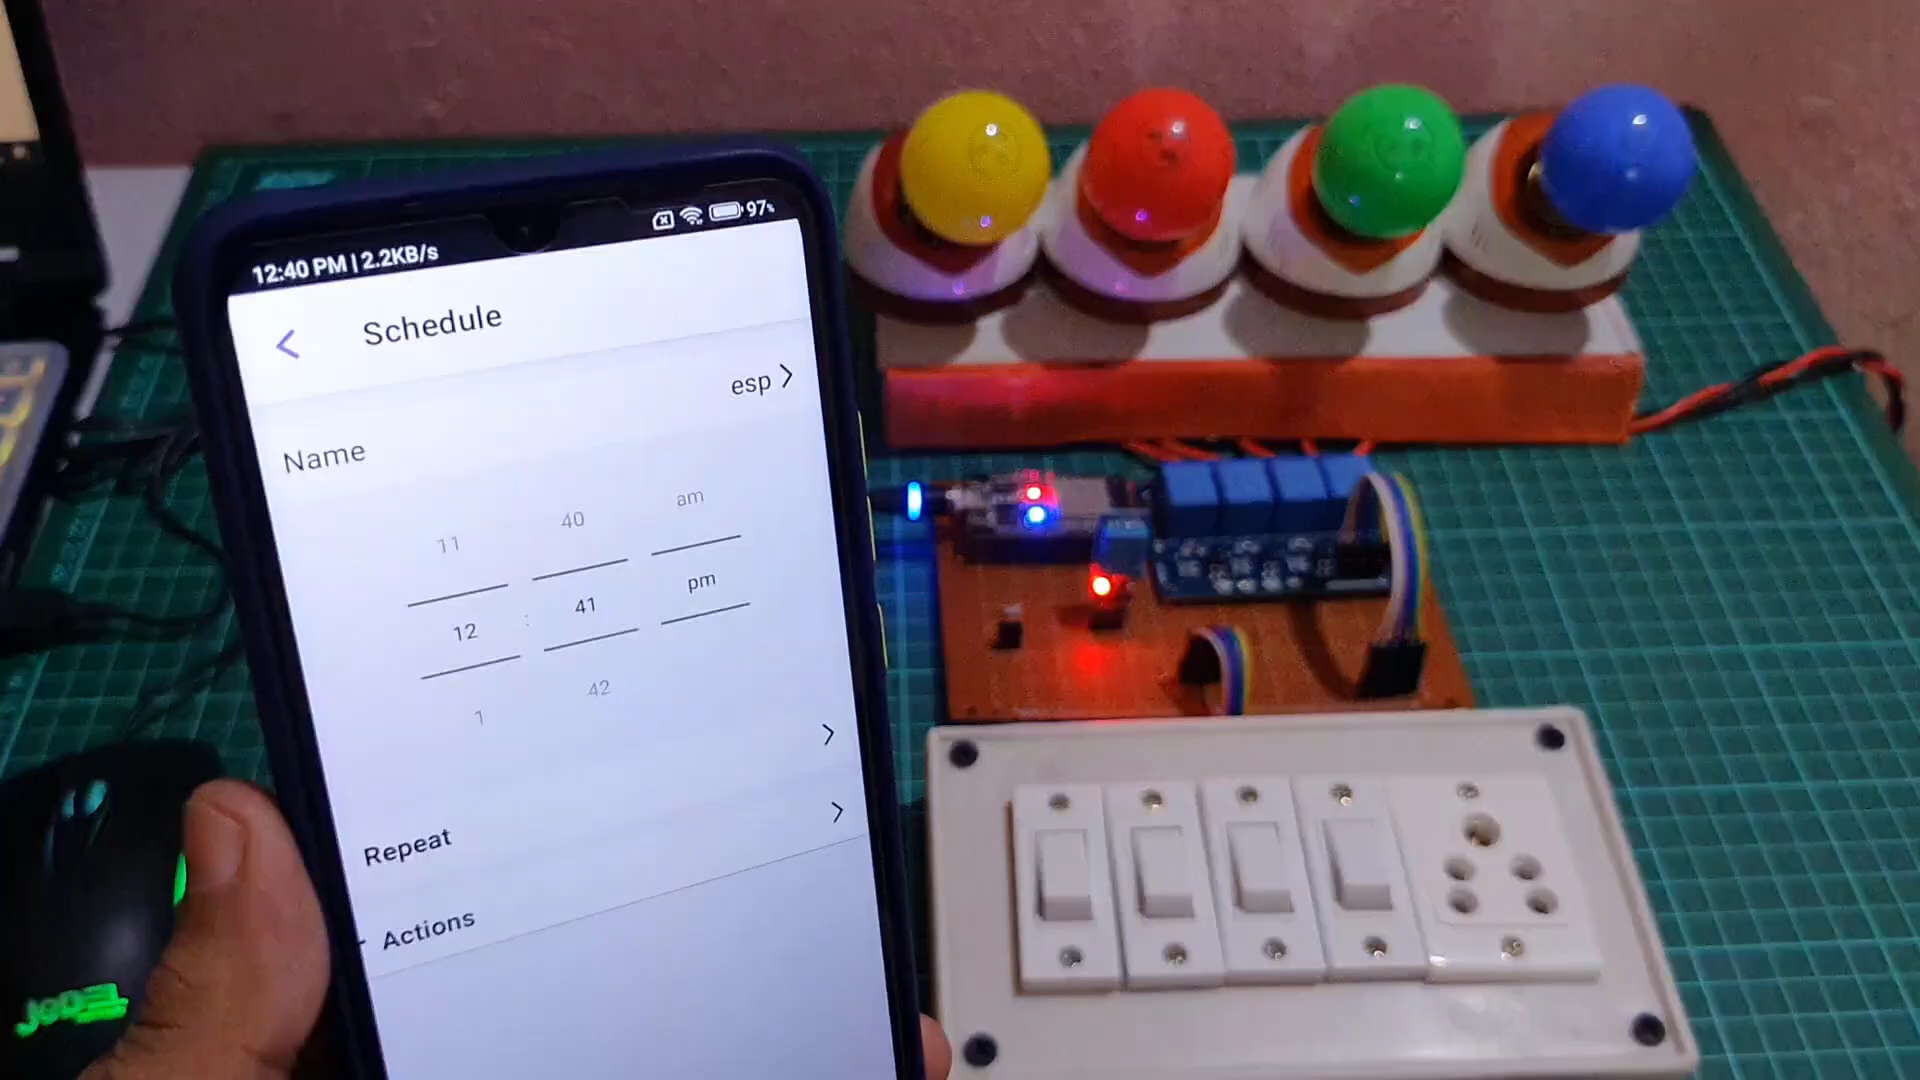 12:40 PM | 2.2KB/s
97%
Schedule
esp
Name
11 40 am
12 : 41 pm
1 42
Repeat
Actions